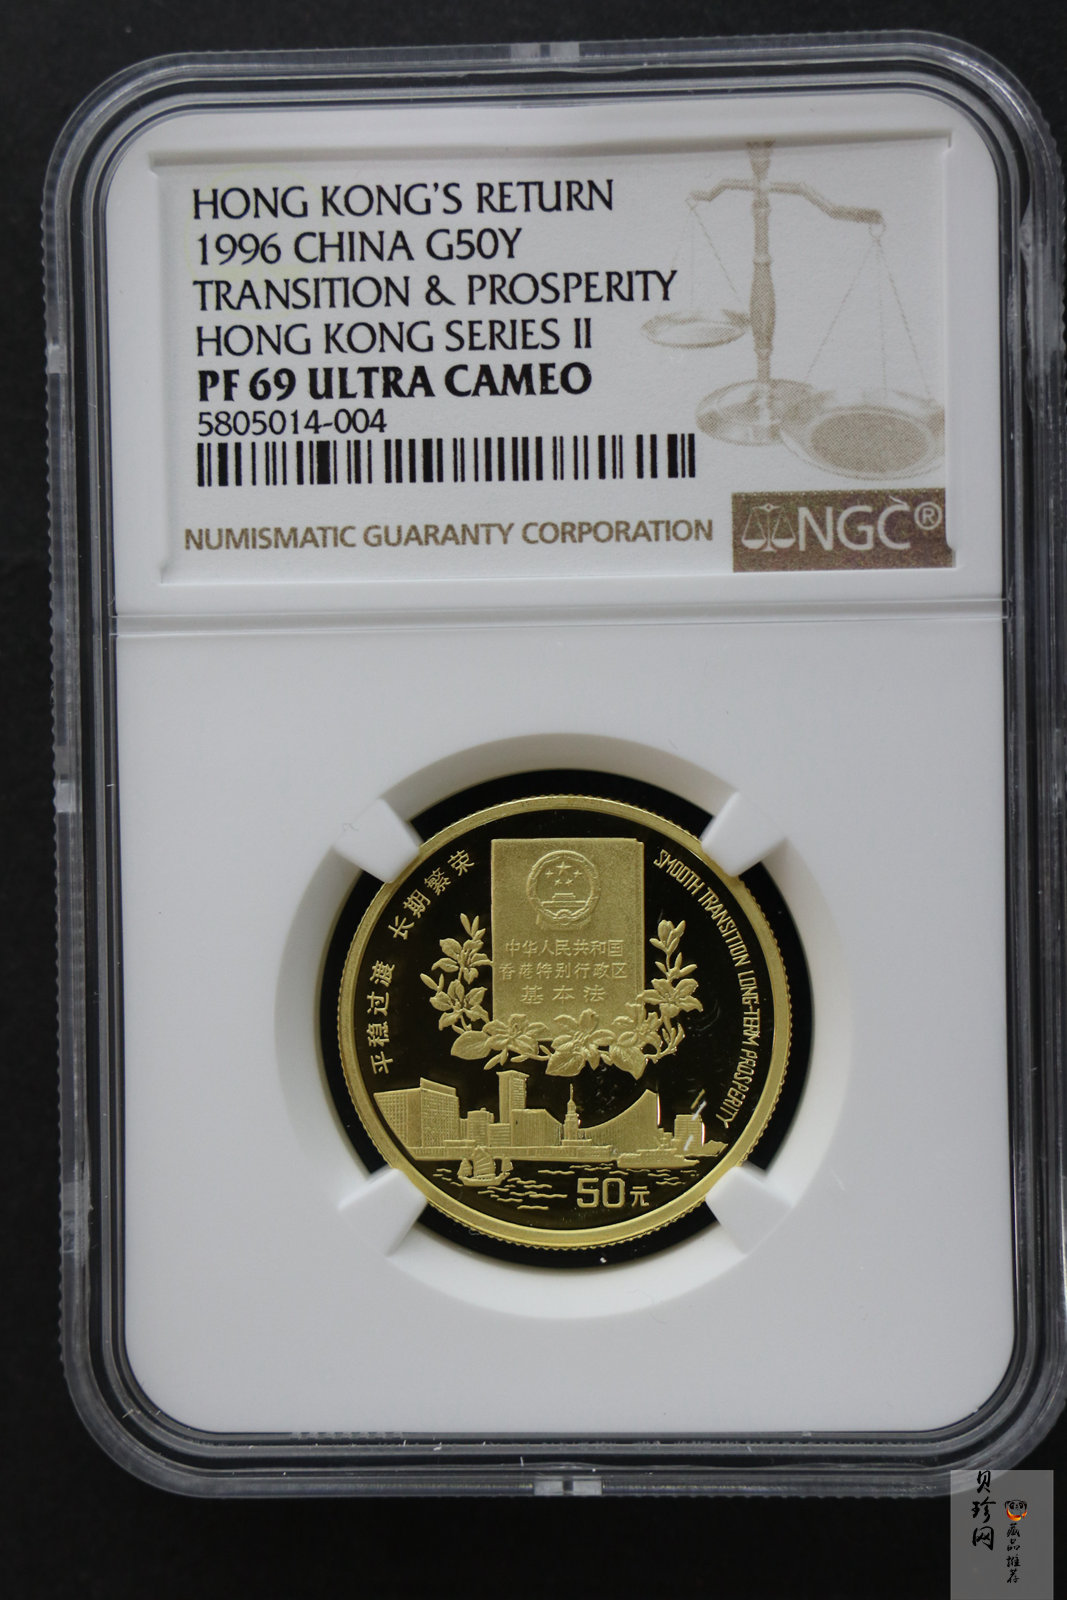 HONG KONG'S RETURN
1996 CHINA G50Y
TRANSITION & PROSPERITY
HONG KONG SERIES II
PF 69 ULTRA CAMEO
5805014-004
NUMISMATIC GUARANTY CORPORATION
NGC®
平稳过渡 长期繁荣
SMOOTH TRANSITION LONG-TERM PROSPERITY
中华人民共和国
香港特别行政区
基本法
50元
贝珍网
藏品推荐